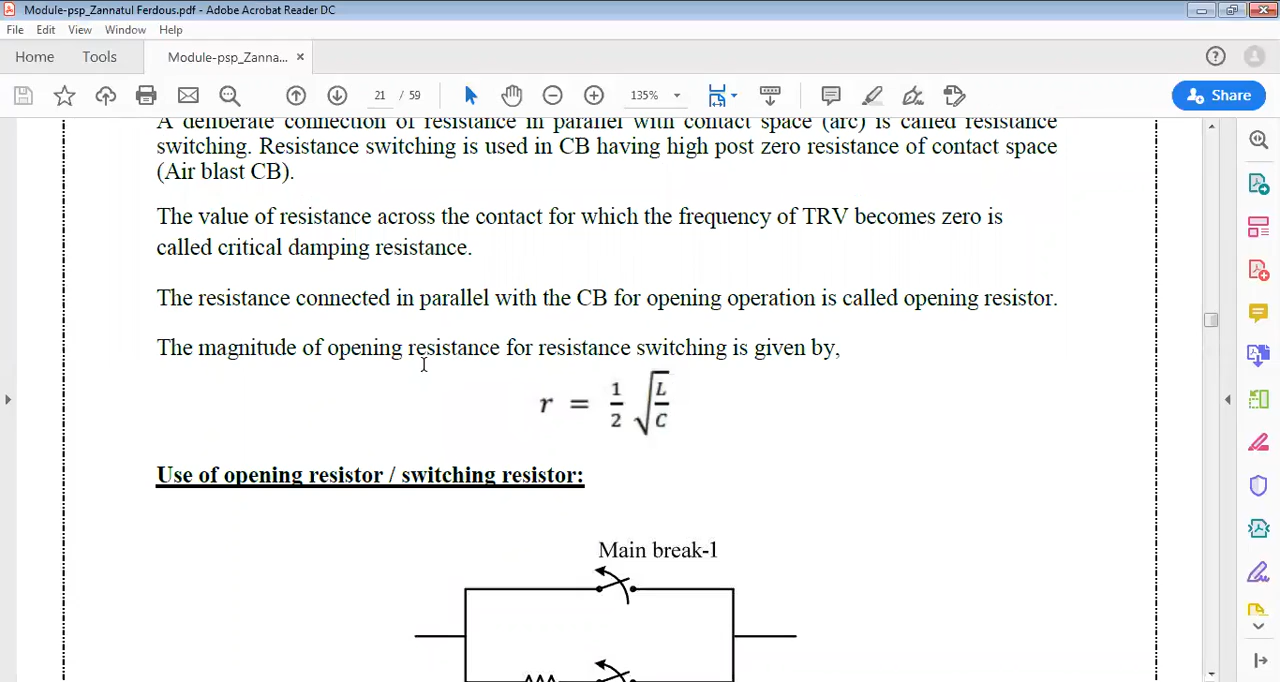 Module-psp_Zannatul Ferdous.pdf - Adobe Acrobat Reader DC
File Edit View Window Help
Home Tools Module-psp_Zanna... ×
21 / 59 135% Share
A deliberate connection of resistance in parallel with contact space (arc) is called resistance
switching. Resistance switching is used in CB having high post zero resistance of contact space
(Air blast CB).
The value of resistance across the contact for which the frequency of TRV becomes zero is
called critical damping resistance.
The resistance connected in parallel with the CB for opening operation is called opening resistor.
The magnitude of opening resistance for resistance switching is given by,
r = 1/2 √(L/C)
Use of opening resistor / switching resistor:
Main break-1